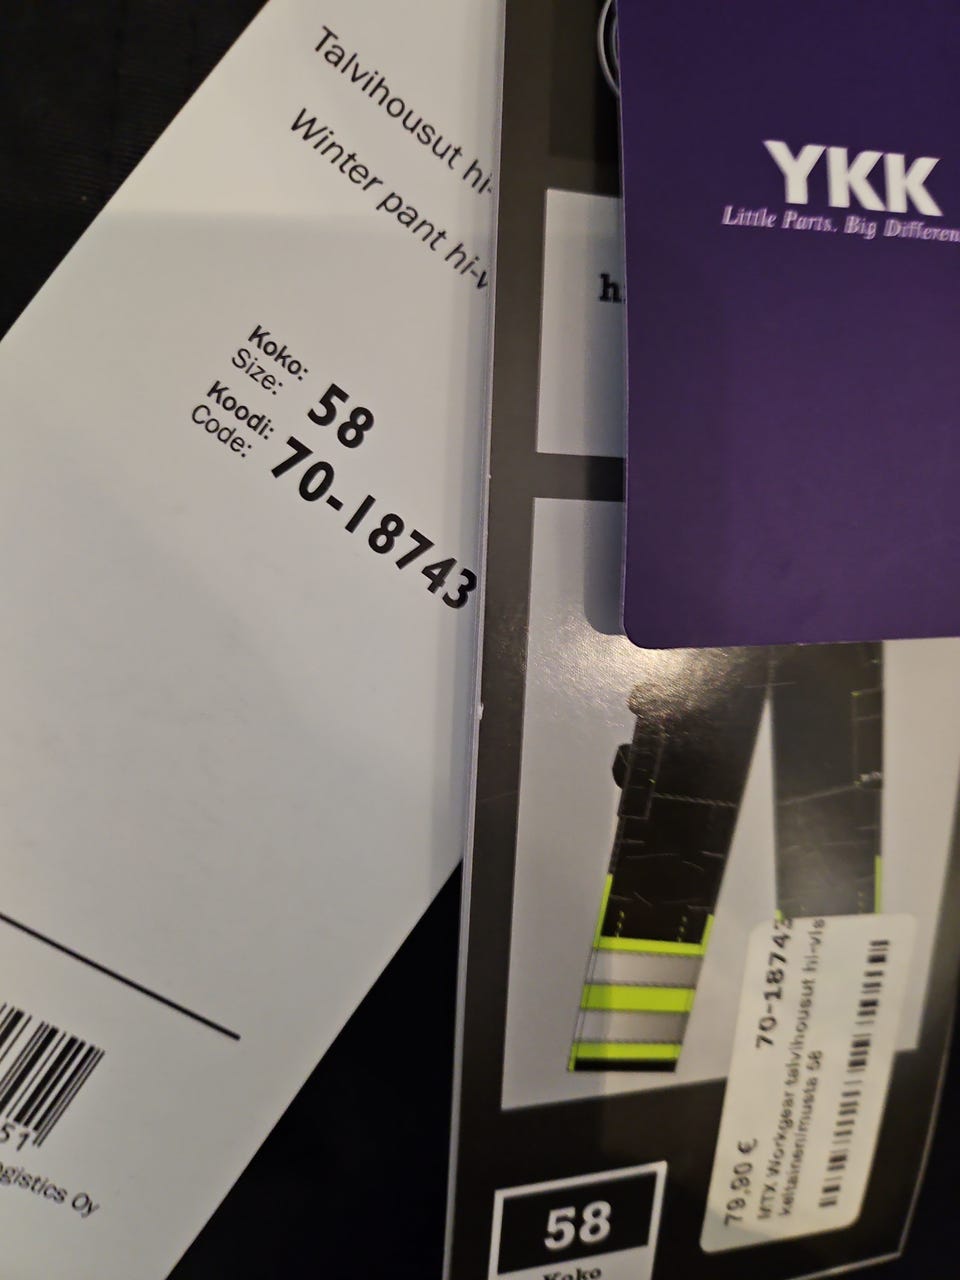 Talvihousut hi-
Winter pant hi-v
Koko:
Size:
58
Koodi:
Code:
70-18743
51
ogistics Oy
YKK
Little Parts. Big Differen
h
70-18743
MTX Workgear talvihousut hi-vis
keltainen/musta 58
79,90 €
58
Koko